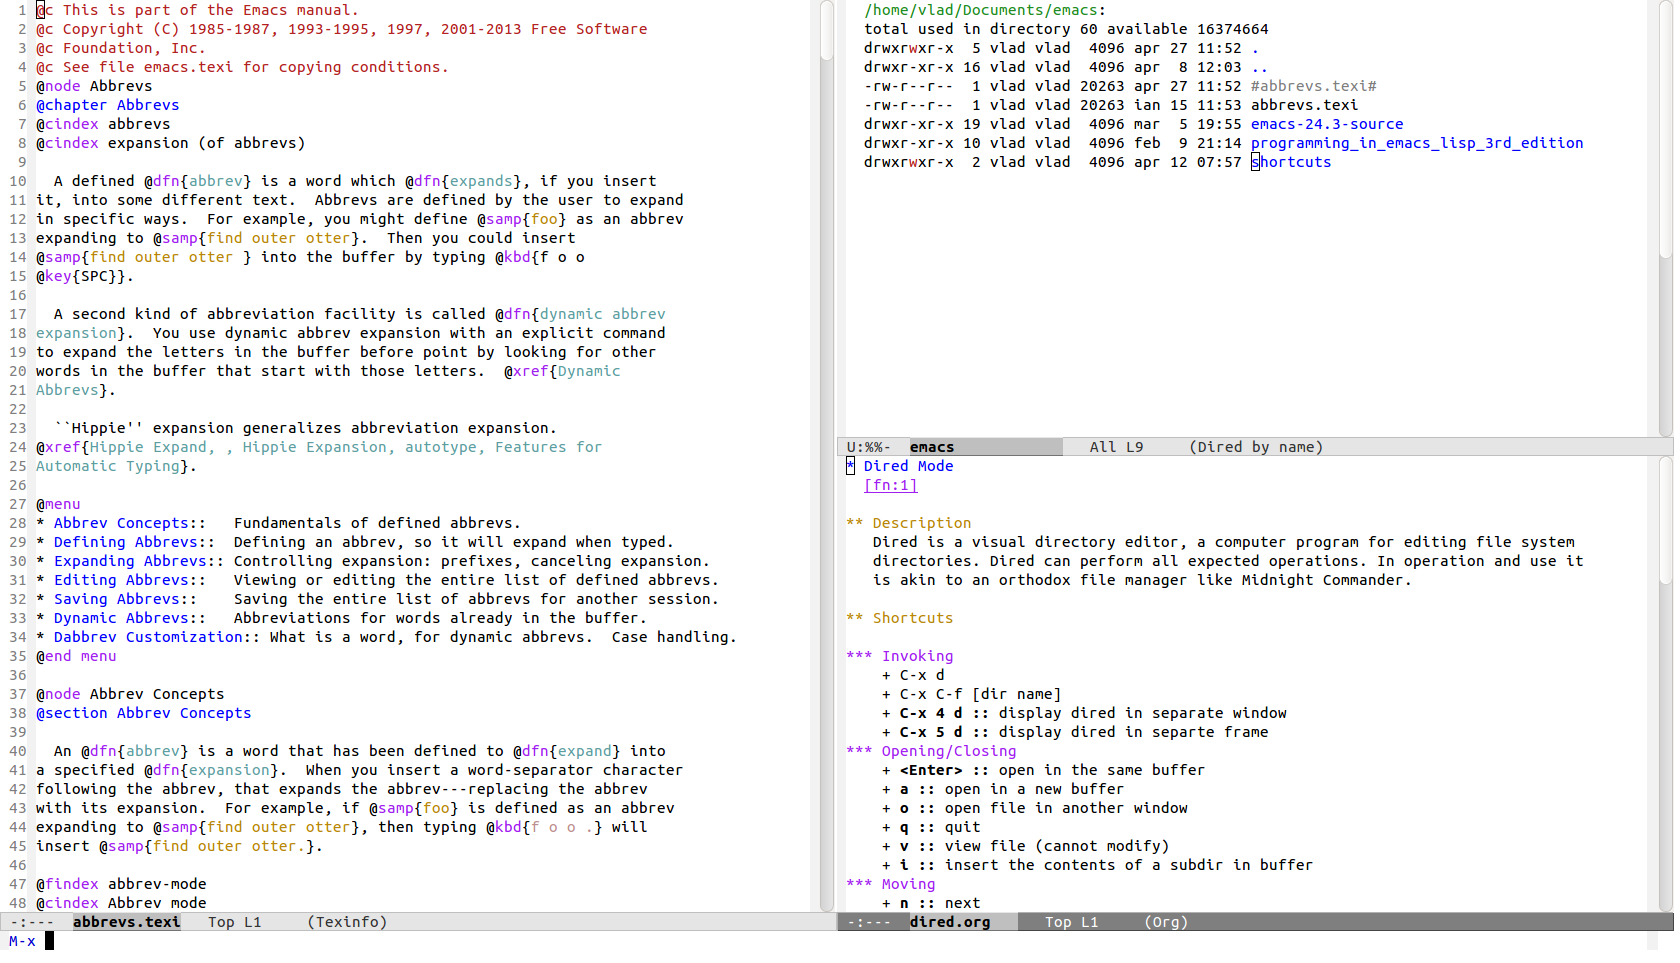 1 @c This is part of the Emacs manual.
2 @c Copyright (C) 1985-1987, 1993-1995, 1997, 2001-2013 Free Software
3 @c Foundation, Inc.
4 @c See file emacs.texi for copying conditions.
5 @node Abbrevs
6 @chapter Abbrevs
7 @cindex abbrevs
8 @cindex expansion (of abbrevs)
9
10   A defined @dfn{abbrev} is a word which @dfn{expands}, if you insert
11 it, into some different text.  Abbrevs are defined by the user to expand
12 in specific ways.  For example, you might define @samp{foo} as an abbrev
13 expanding to @samp{find outer otter}.  Then you could insert
14 @samp{find outer otter } into the buffer by typing @kbd{f o o
15 @key{SPC}}.
16
17   A second kind of abbreviation facility is called @dfn{dynamic abbrev
18 expansion}.  You use dynamic abbrev expansion with an explicit command
19 to expand the letters in the buffer before point by looking for other
20 words in the buffer that start with those letters.  @xref{Dynamic
21 Abbrevs}.
22
23   ``Hippie'' expansion generalizes abbreviation expansion.
24 @xref{Hippie Expand, , Hippie Expansion, autotype, Features for
25 Automatic Typing}.
26
27 @menu
28 * Abbrev Concepts::   Fundamentals of defined abbrevs.
29 * Defining Abbrevs::  Defining an abbrev, so it will expand when typed.
30 * Expanding Abbrevs:: Controlling expansion: prefixes, canceling expansion.
31 * Editing Abbrevs::   Viewing or editing the entire list of defined abbrevs.
32 * Saving Abbrevs::    Saving the entire list of abbrevs for another session.
33 * Dynamic Abbrevs::   Abbreviations for words already in the buffer.
34 * Dabbrev Customization:: What is a word, for dynamic abbrevs.  Case handling.
35 @end menu
36
37 @node Abbrev Concepts
38 @section Abbrev Concepts
39
40   An @dfn{abbrev} is a word that has been defined to @dfn{expand} into
41 a specified @dfn{expansion}.  When you insert a word-separator character
42 following the abbrev, that expands the abbrev---replacing the abbrev
43 with its expansion.  For example, if @samp{foo} is defined as an abbrev
44 expanding to @samp{find outer otter}, then typing @kbd{f o o .} will
45 insert @samp{find outer otter.}.
46
47 @findex abbrev-mode
48 @cindex Abbrev mode
-:---  abbrevs.texi   Top L1     (Texinfo)
M-x
/home/vlad/Documents/emacs:
total used in directory 60 available 16374664
drwxrwxr-x  5 vlad vlad  4096 apr 27 11:52 .
drwxr-xr-x 16 vlad vlad  4096 apr  8 12:03 ..
-rw-r--r--  1 vlad vlad 20263 apr 27 11:52 #abbrevs.texi#
-rw-r--r--  1 vlad vlad 20263 ian 15 11:53 abbrevs.texi
drwxr-xr-x 19 vlad vlad  4096 mar  5 19:55 emacs-24.3-source
drwxr-xr-x 10 vlad vlad  4096 feb  9 21:14 programming_in_emacs_lisp_3rd_edition
drwxrwxr-x  2 vlad vlad  4096 apr 12 07:57 shortcuts
U:%%-  emacs               All L9     (Dired by name)
* Dired Mode
  [fn:1]

** Description
   Dired is a visual directory editor, a computer program for editing file system
   directories. Dired can perform all expected operations. In operation and use it
   is akin to an orthodox file manager like Midnight Commander.

** Shortcuts

*** Invoking
    + C-x d
    + C-x C-f [dir name]
    + C-x 4 d :: display dired in separate window
    + C-x 5 d :: display dired in separte frame
*** Opening/Closing
    + <Enter> :: open in the same buffer
    + a :: open in a new buffer
    + o :: open file in another window
    + q :: quit
    + v :: view file (cannot modify)
    + i :: insert the contents of a subdir in buffer
*** Moving
    + n :: next
-:---  dired.org      Top L1     (Org)